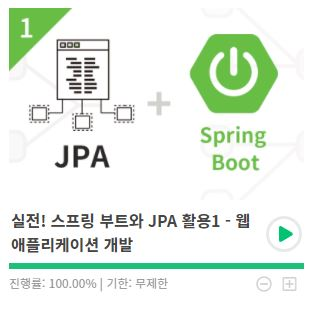 1
JPA
Spring
Boot
실전! 스프링 부트와 JPA 활용1 - 웹
애플리케이션 개발
진행률: 100.00% | 기한: 무제한